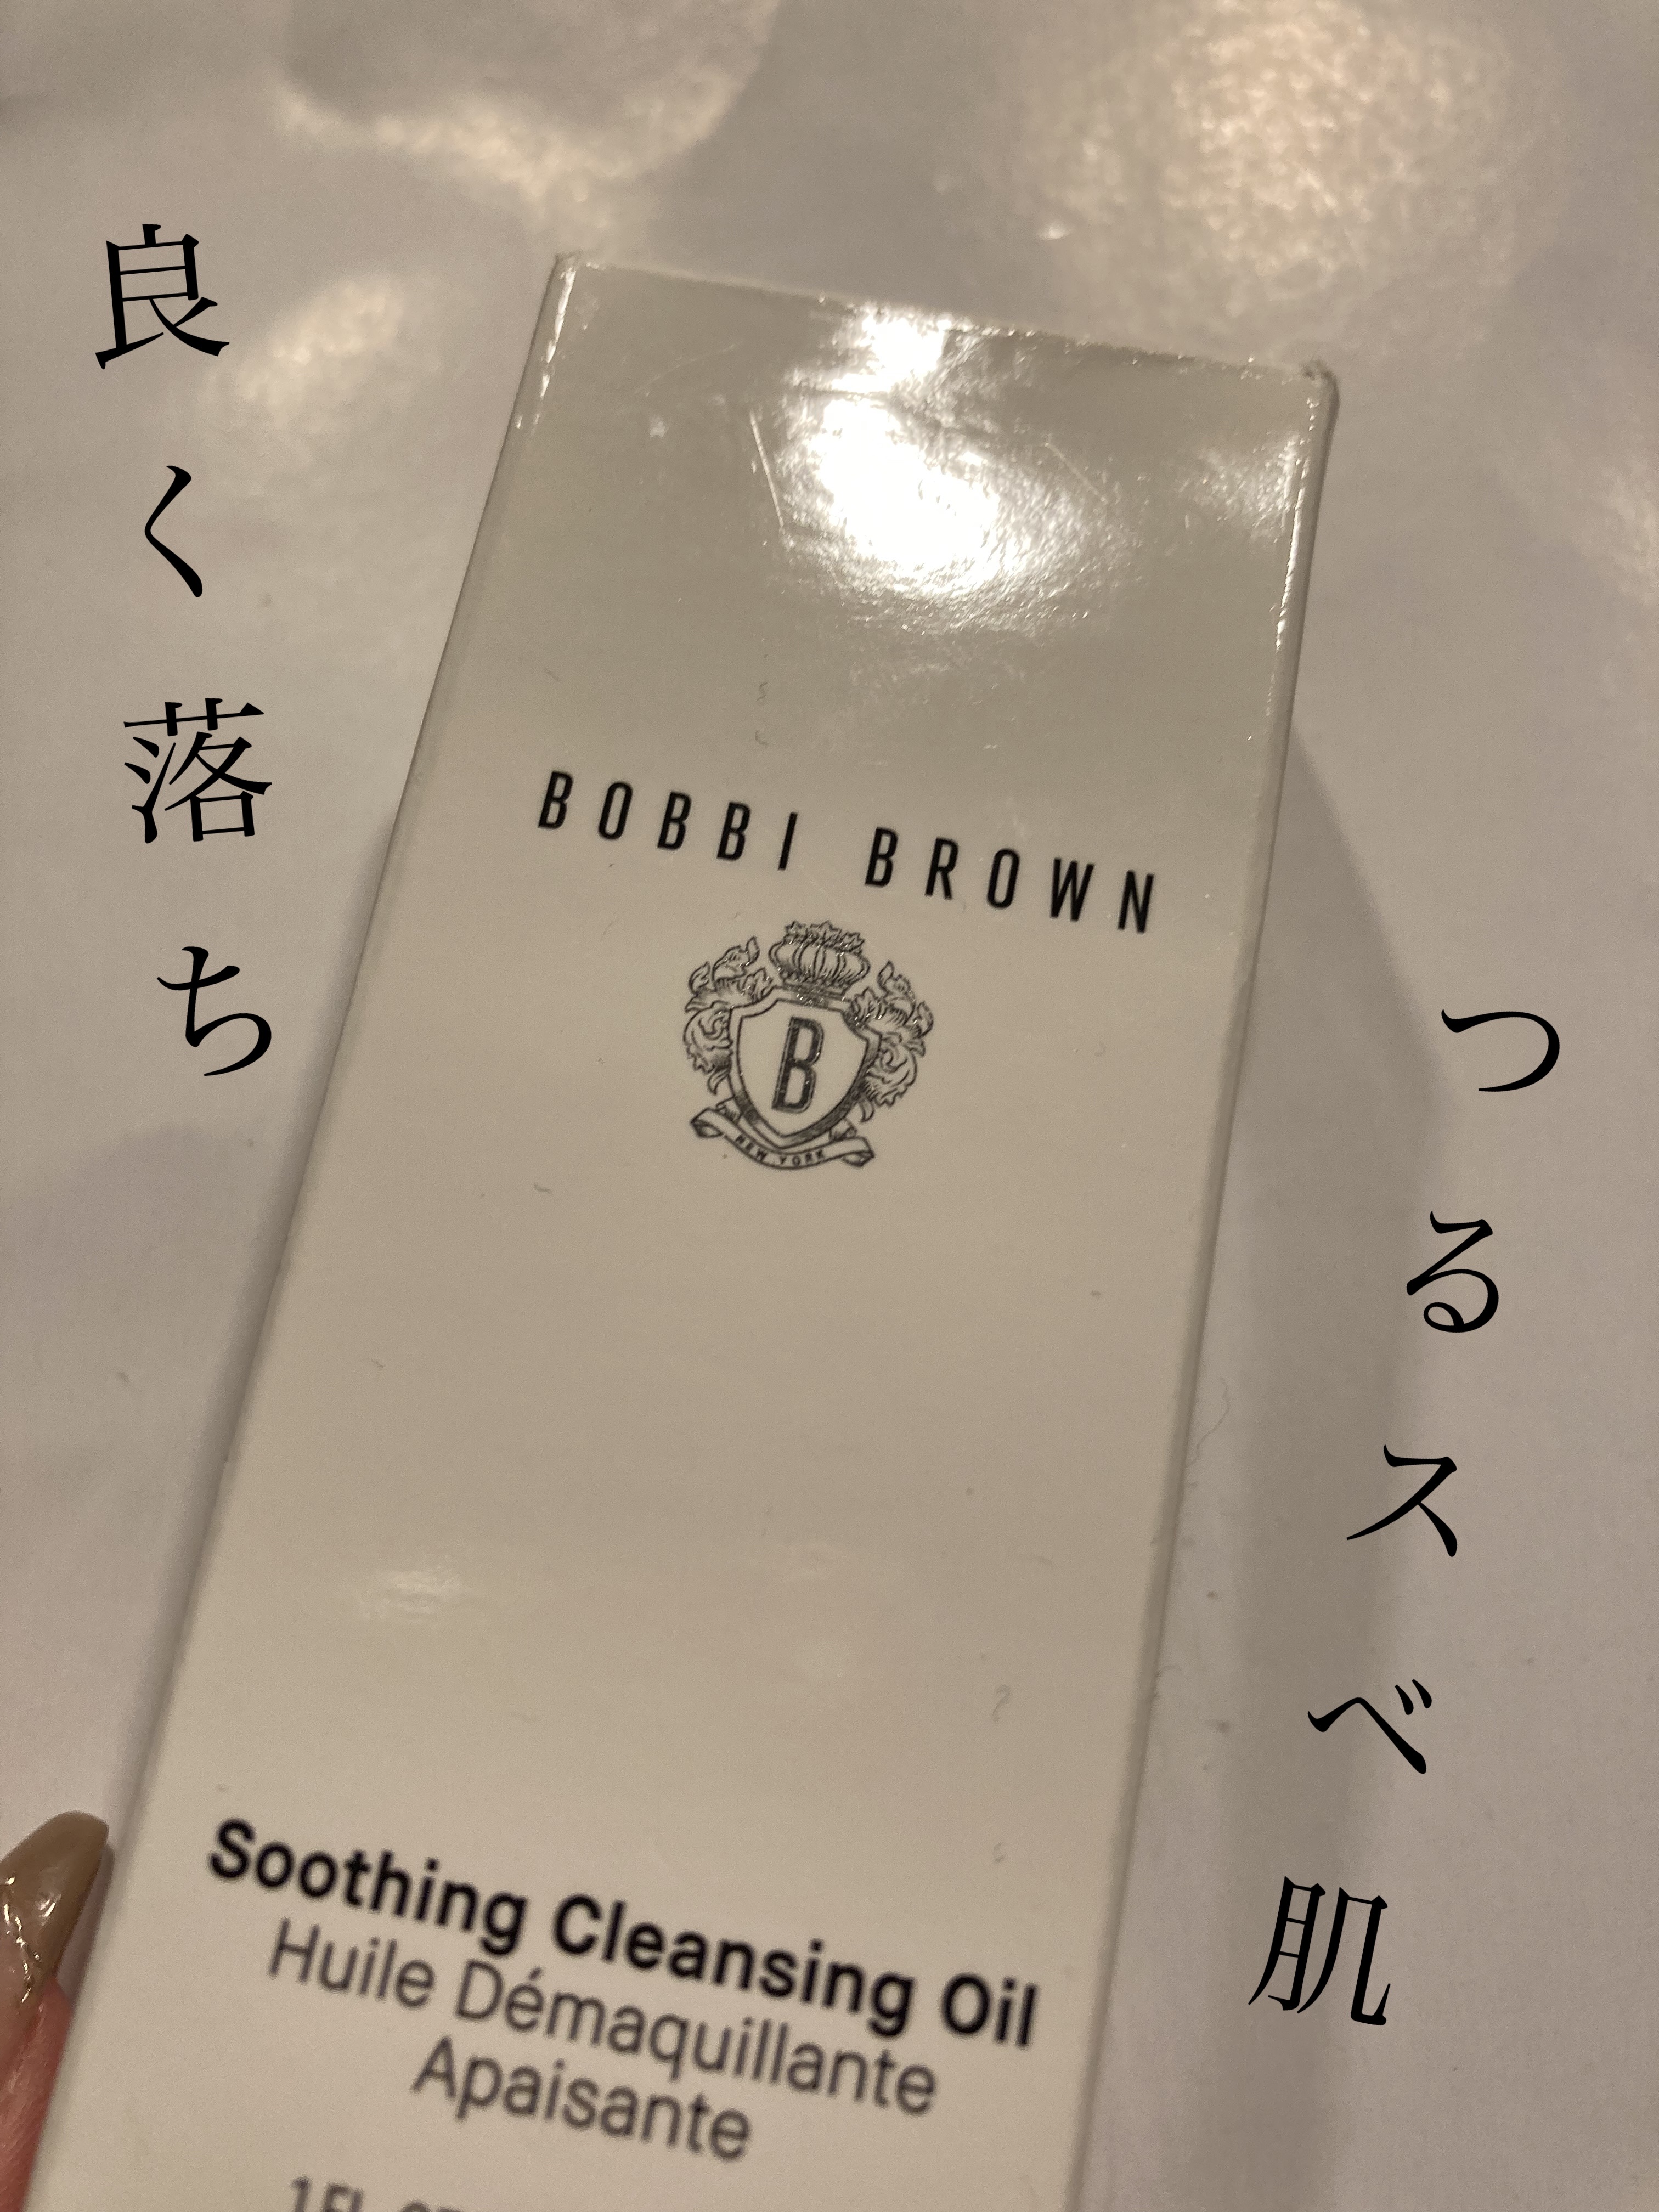 良く落ち
つるスベ肌
BOBBI BROWN
B
NEW YORK
Soothing Cleansing Oil
Huile Démaquillante
Apaisante